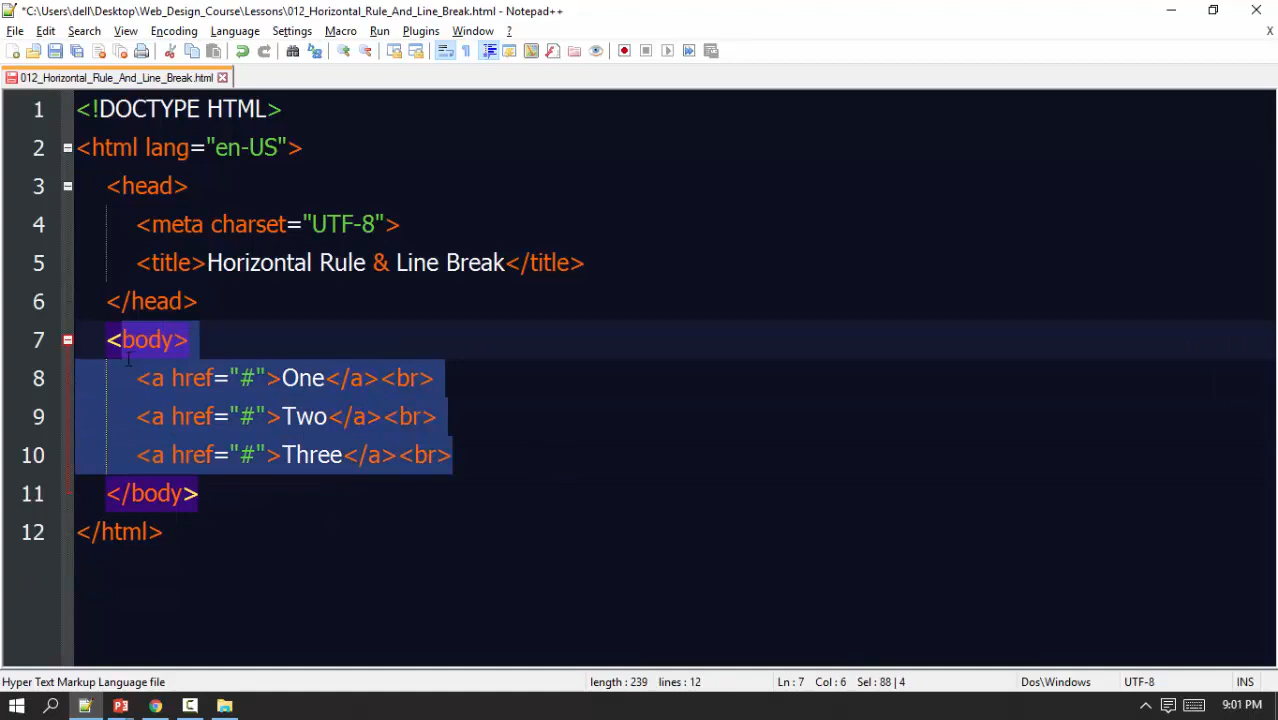 *C:\Users\dell\Desktop\Web_Design_Course\Lessons\012_Horizontal_Rule_And_Line_Break.html - Notepad++
File Edit Search View Encoding Language Settings Macro Run Plugins Window ? X
012_Horizontal_Rule_And_Line_Break.html
1 <!DOCTYPE HTML>
2 <html lang="en-US">
3 <head>
4 <meta charset="UTF-8">
5 <title>Horizontal Rule & Line Break</title>
6 </head>
7 <body>
8 <a href="#">One</a><br>
9 <a href="#">Two</a><br>
10 <a href="#">Three</a><br>
11 </body>
12 </html>
Hyper Text Markup Language file length : 239 lines : 12 Ln : 7 Col : 6 Sel : 88 | 4 Dos\Windows UTF-8 INS
9:01 PM